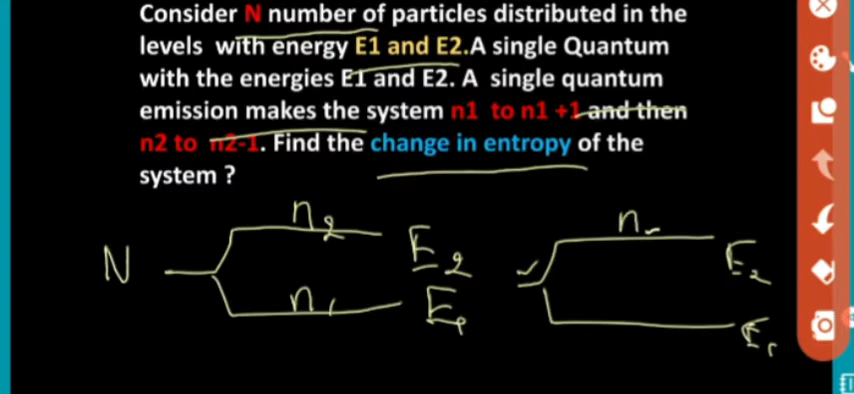 Consider N number of particles distributed in the
levels with energy E1 and E2.A single Quantum
with the energies E1 and E2. A single quantum
emission makes the system n1 to n1 +1 and then
n2 to n2-1. Find the change in entropy of the
system ?
n2
N
E2
n1
E1
n2
E2
E1